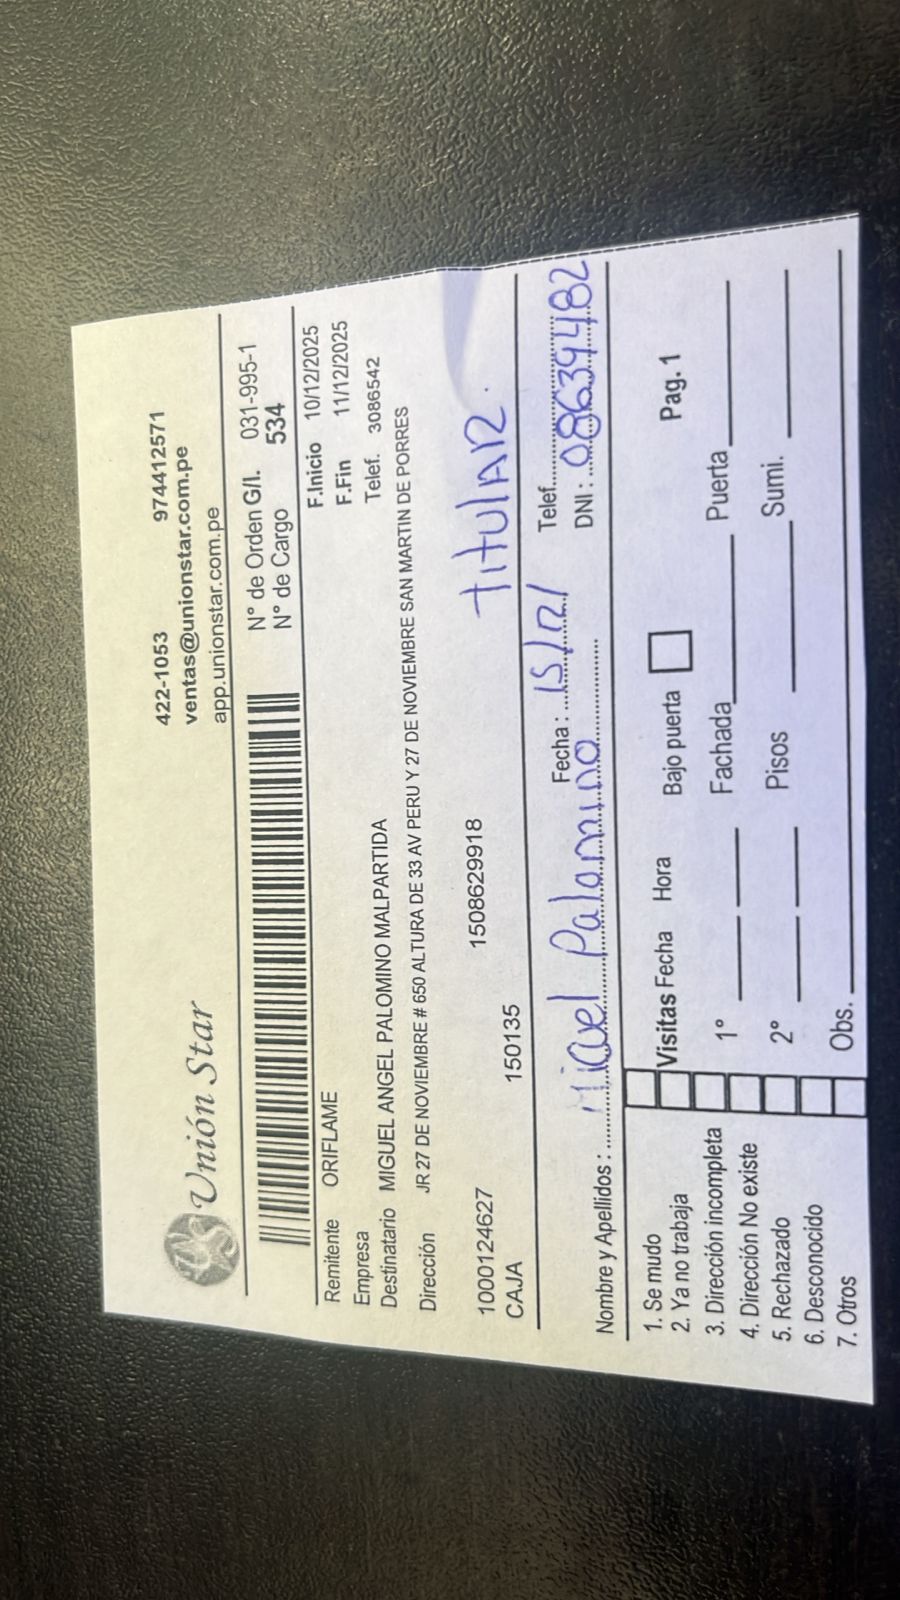 Unión Star
422-1053 974412571
ventas@unionstar.com.pe
app.unionstar.com.pe
N° de Orden G/I. 031-995-1
N° de Cargo 534
Remitente ORIFLAME F.Inicio 10/12/2025
Empresa F.Fin 11/12/2025
Destinatario MIGUEL ANGEL PALOMINO MALPARTIDA Telef. 3086542
Dirección JR 27 DE NOVIEMBRE # 650 ALTURA DE 33 AV PERU Y 27 DE NOVIEMBRE SAN MARTIN DE PORRES
1000124627 1508629918 titulAR.
CAJA 150135
Fecha : 15/12/ Telef.
Nombre y Apellidos : Miguel Palomino DNI : 08639482
1. Se mudo
2. Ya no trabaja
3. Dirección incompleta
4. Dirección No existe
5. Rechazado
6. Desconocido
7. Otros
Visitas Fecha Hora Bajo puerta Pag. 1
1° Fachada Puerta
2° Pisos Sumi.
Obs.